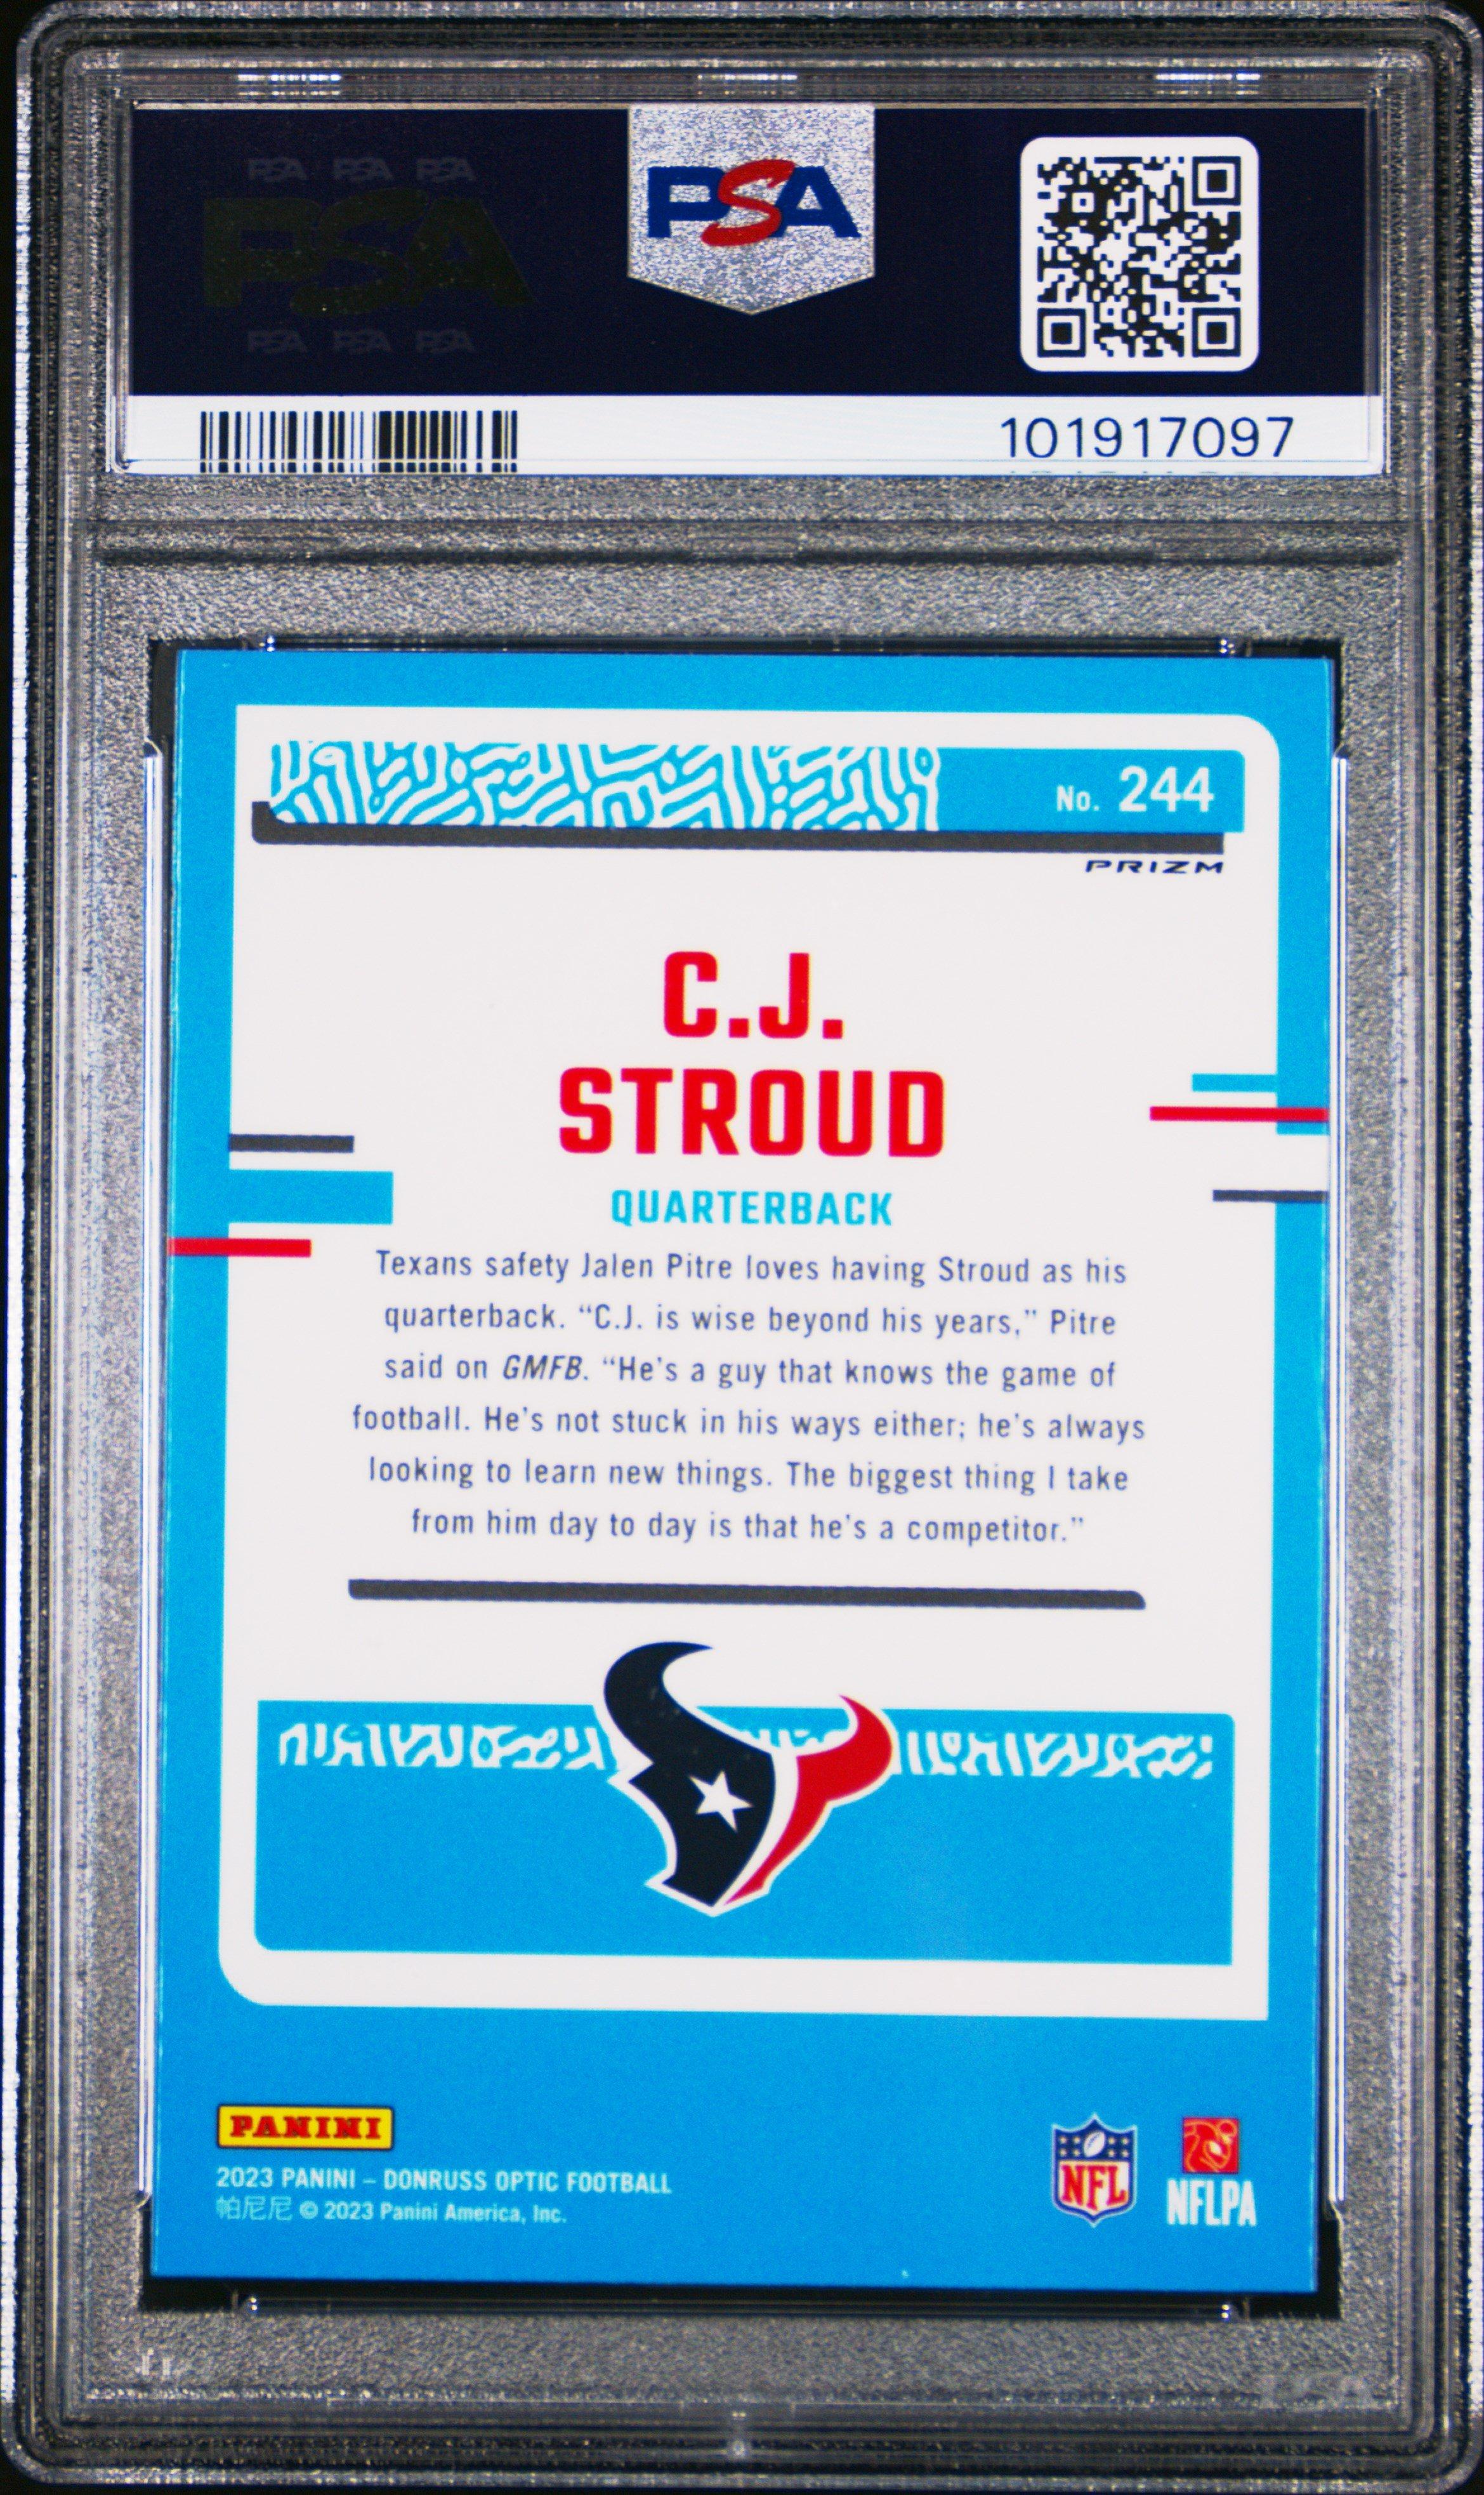 PSA PSA PSA
PSA
PSA PSA PSA
PSA
101917097
No. 244
PRIZM
C.J.
STROUD
QUARTERBACK
Texans safety Jalen Pitre loves having Stroud as his
quarterback. “C.J. is wise beyond his years,” Pitre
said on GMFB. “He’s a guy that knows the game of
football. He’s not stuck in his ways either; he’s always
looking to learn new things. The biggest thing I take
from him day to day is that he’s a competitor.”
PANINI
2023 PANINI – DONRUSS OPTIC FOOTBALL
帕尼尼 © 2023 Panini America, Inc.
NFL
NFLPA